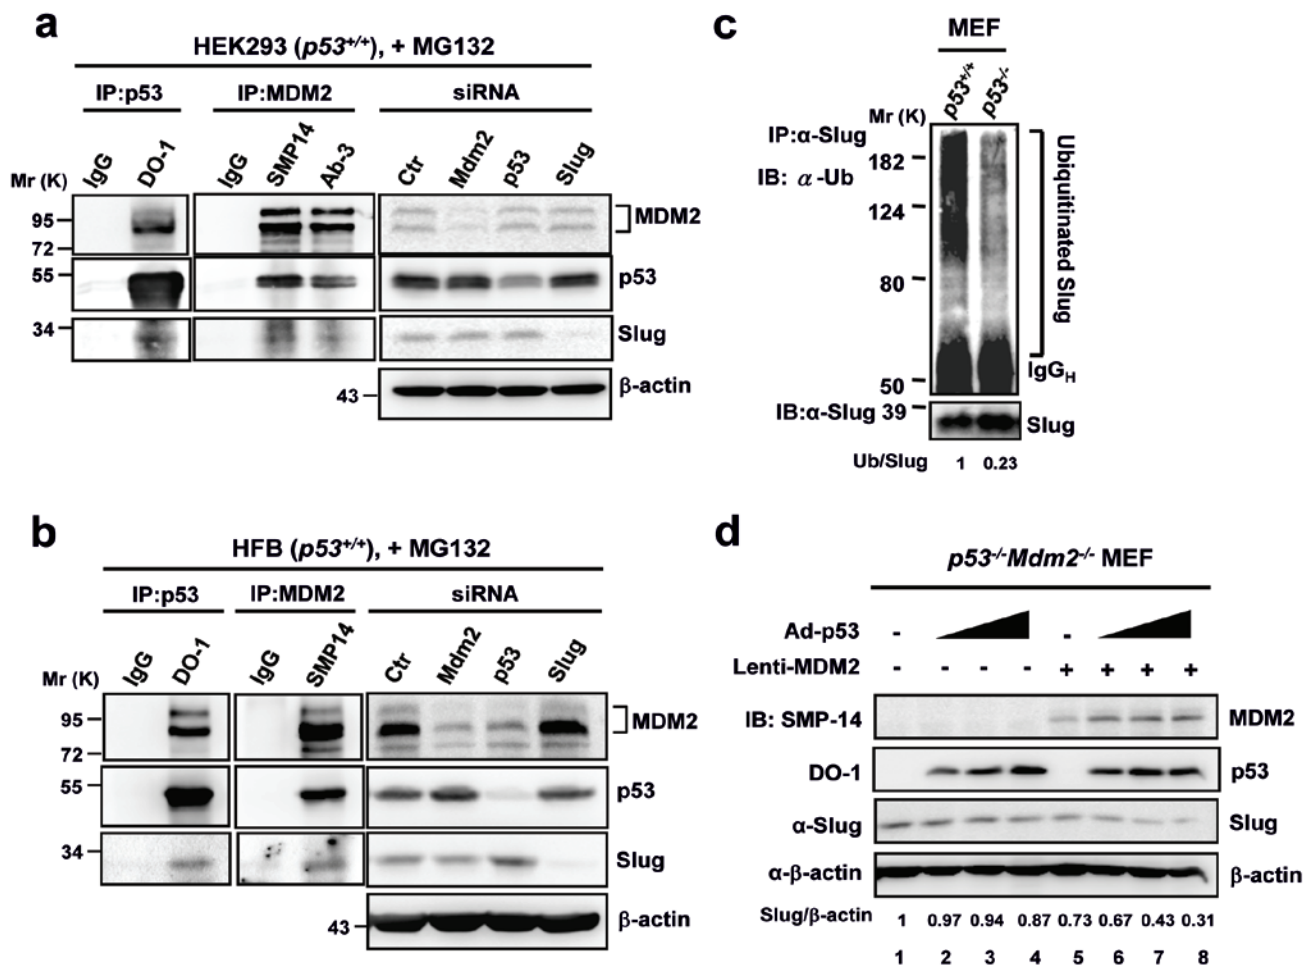 a
HEK293 (p53+/+), + MG132
IP:p53 IP:MDM2 siRNA
Mr (K) IgG DO-1 IgG SMP14 Ab-3 Ctr Mdm2 p53 Slug
95 MDM2
72
55 p53
34 Slug
43 β-actin
b
HFB (p53+/+), + MG132
IP:p53 IP:MDM2 siRNA
Mr (K) IgG DO-1 IgG SMP14 Ctr Mdm2 p53 Slug
95 MDM2
72
55 p53
34 Slug
43 β-actin
c
MEF
p53+/+ p53-/-
Mr (K)
IP:α-Slug
182
IB: α-Ub
124
80
Ubiquitinated Slug
50 IgGH
IB:α-Slug 39 Slug
Ub/Slug 1 0.23
d
p53-/-Mdm2-/- MEF
Ad-p53 - -
Lenti-MDM2 - - - - + + + +
IB: SMP-14 MDM2
DO-1 p53
α-Slug Slug
α-β-actin β-actin
Slug/β-actin 1 0.97 0.94 0.87 0.73 0.67 0.43 0.31
1 2 3 4 5 6 7 8